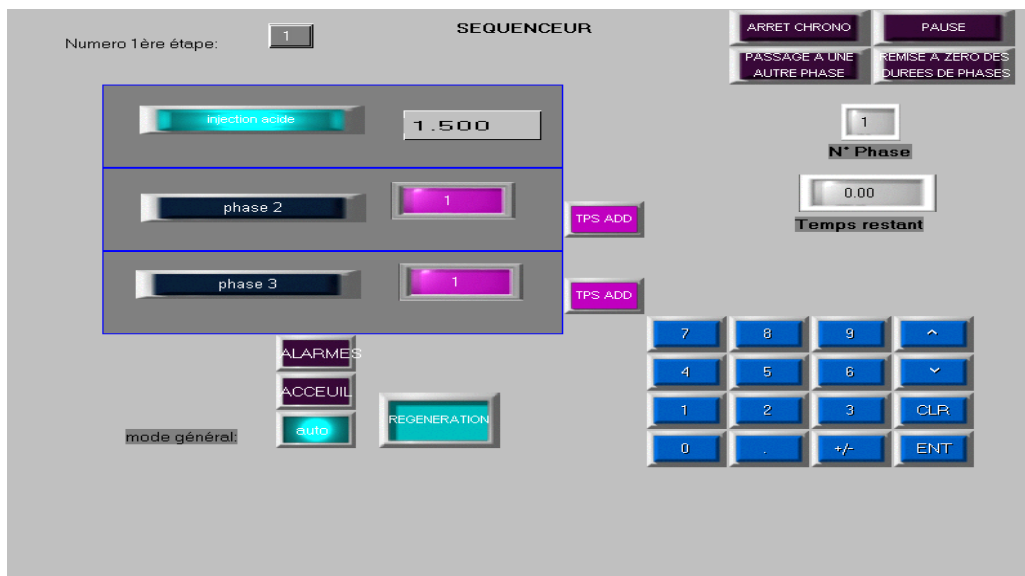 Numero 1ère étape:
1
SEQUENCEUR
ARRET CHRONO
PAUSE
PASSAGE A UNE
AUTRE PHASE
REMISE A ZERO DES
DUREES DE PHASES
injection acide
1.500
1
N° Phase
phase 2
1
TPS ADD
0.00
Temps restant
phase 3
1
TPS ADD
7
8
9
^
4
5
6
˅
1
2
3
CLR
0
.
+/-
ENT
ALARMES
ACCEUIL
mode général:
auto
REGENERATION